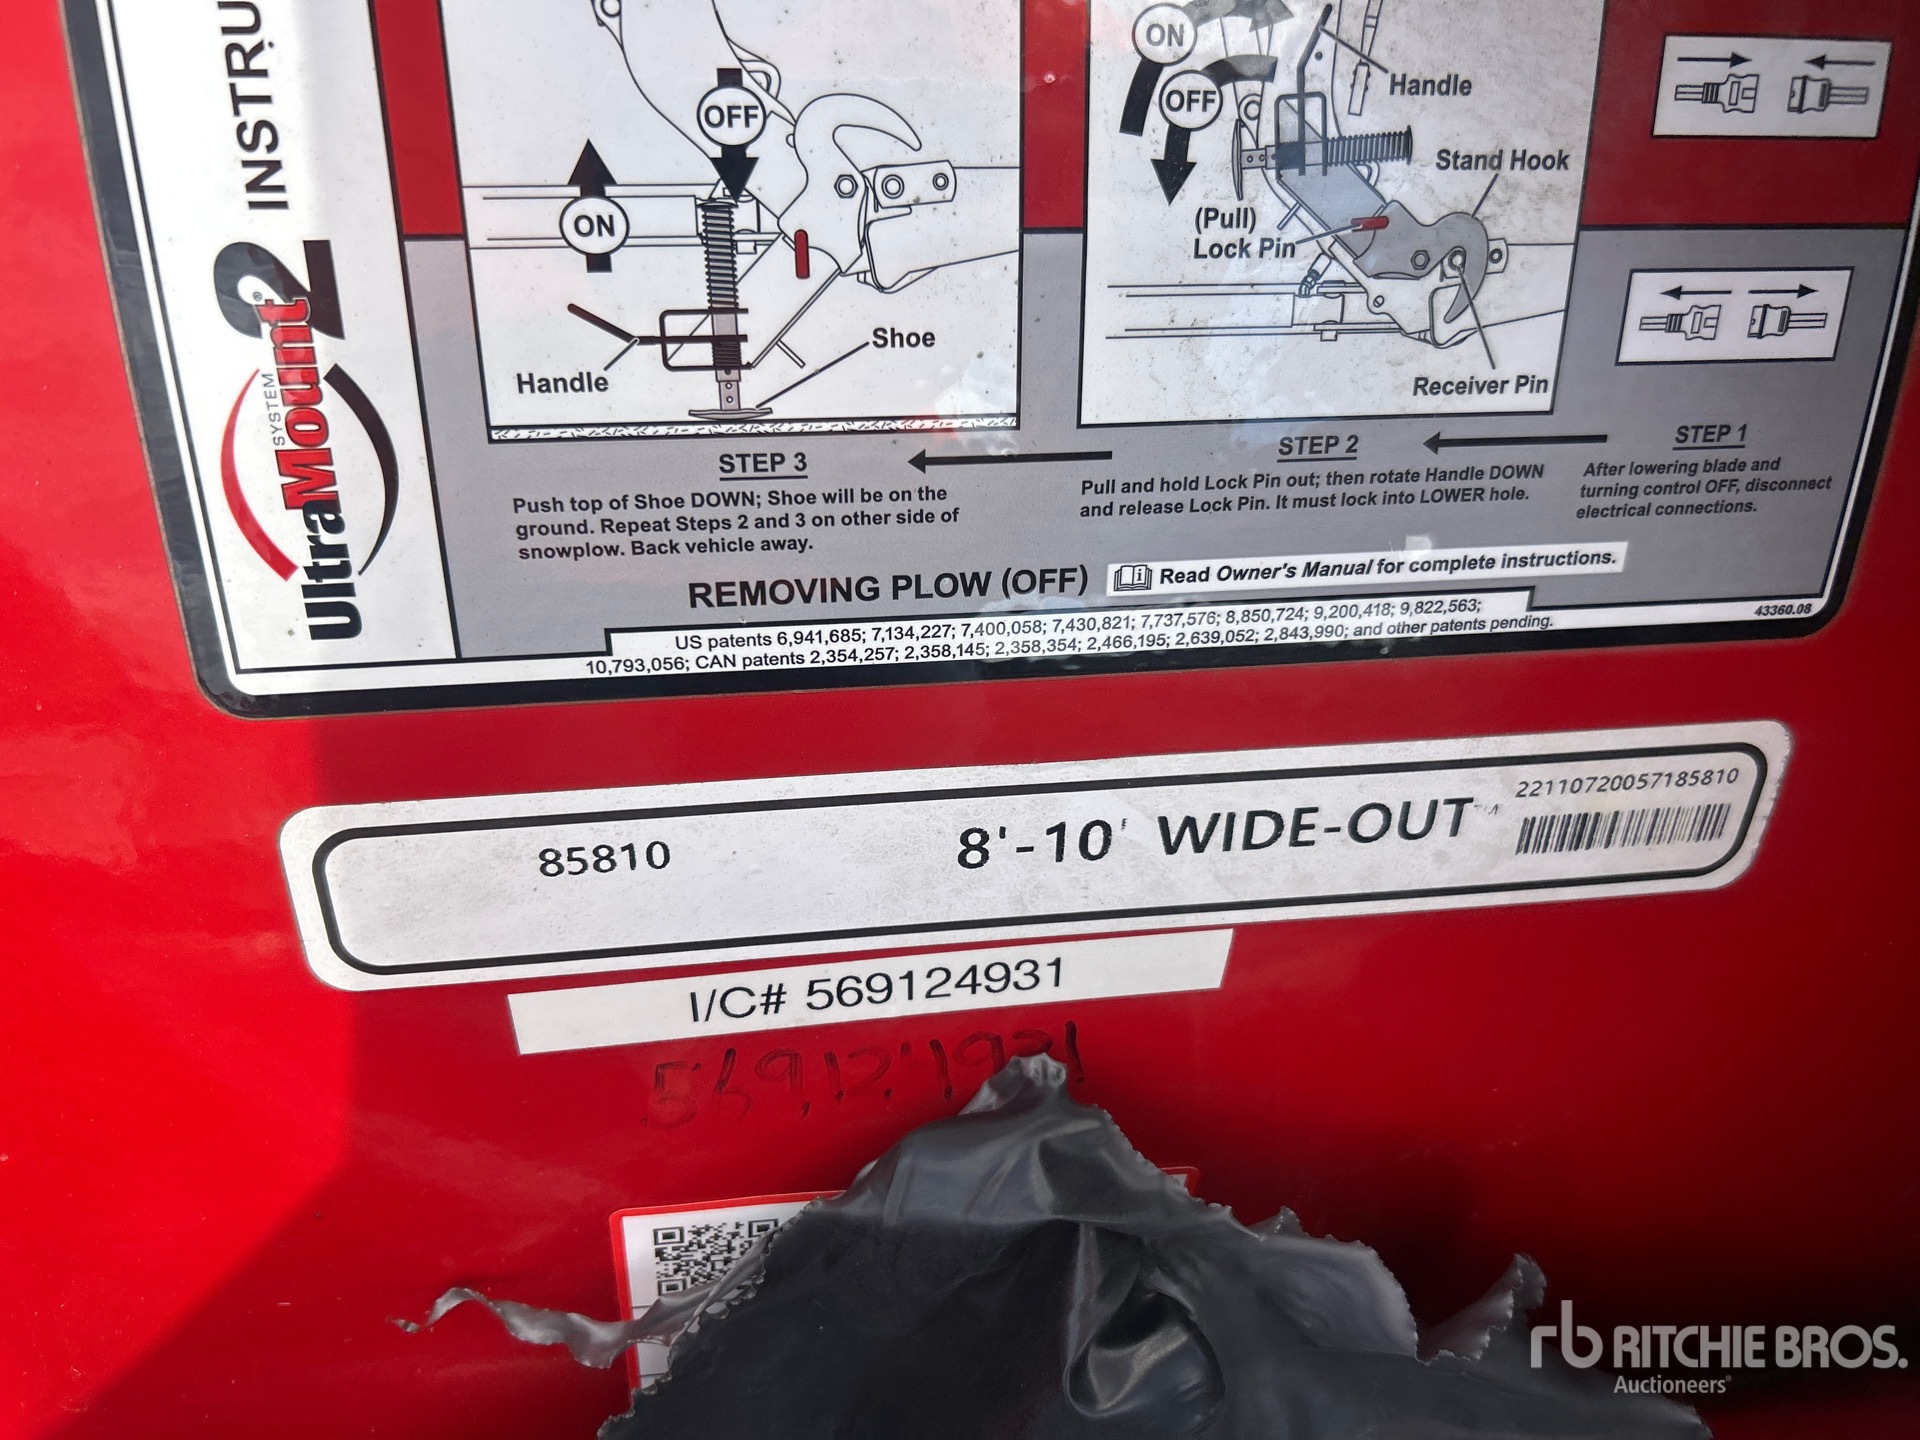 INSTRU
UltraMount® 2
SYSTEM
OFF
ON
Handle
Shoe
ON
OFF
Handle
Stand Hook
(Pull)
Lock Pin
Receiver Pin
STEP 3
Push top of Shoe DOWN; Shoe will be on the
ground. Repeat Steps 2 and 3 on other side of
snowplow. Back vehicle away.
STEP 2
Pull and hold Lock Pin out; then rotate Handle DOWN
and release Lock Pin. It must lock into LOWER hole.
STEP 1
After lowering blade and
turning control OFF, disconnect
electrical connections.
REMOVING PLOW (OFF)
Read Owner's Manual for complete instructions.
US patents 6,941,685; 7,134,227; 7,400,058; 7,430,821; 7,737,576; 8,850,724; 9,200,418; 9,822,563;
10,793,056; CAN patents 2,354,257; 2,358,145; 2,358,354; 2,466,195; 2,639,052; 2,843,990; and other patents pending.
43360.08
85810
8'-10' WIDE-OUT™
22110720057185810
I/C# 569124931
rb RITCHIE BROS.
Auctioneers®